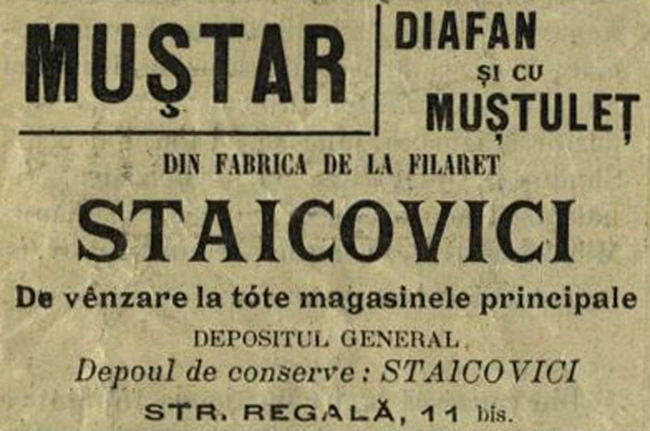 MUȘTAR
DIAFAN
ȘI CU
MUȘTULEȚ
DIN FABRICA DE LA FILARET
STAICOVICI
De vênzare la tóte magasinele principale
DEPOSITUL GENERAL
Depoul de conserve: STAICOVICI
STR. REGALĂ, 11 bis.